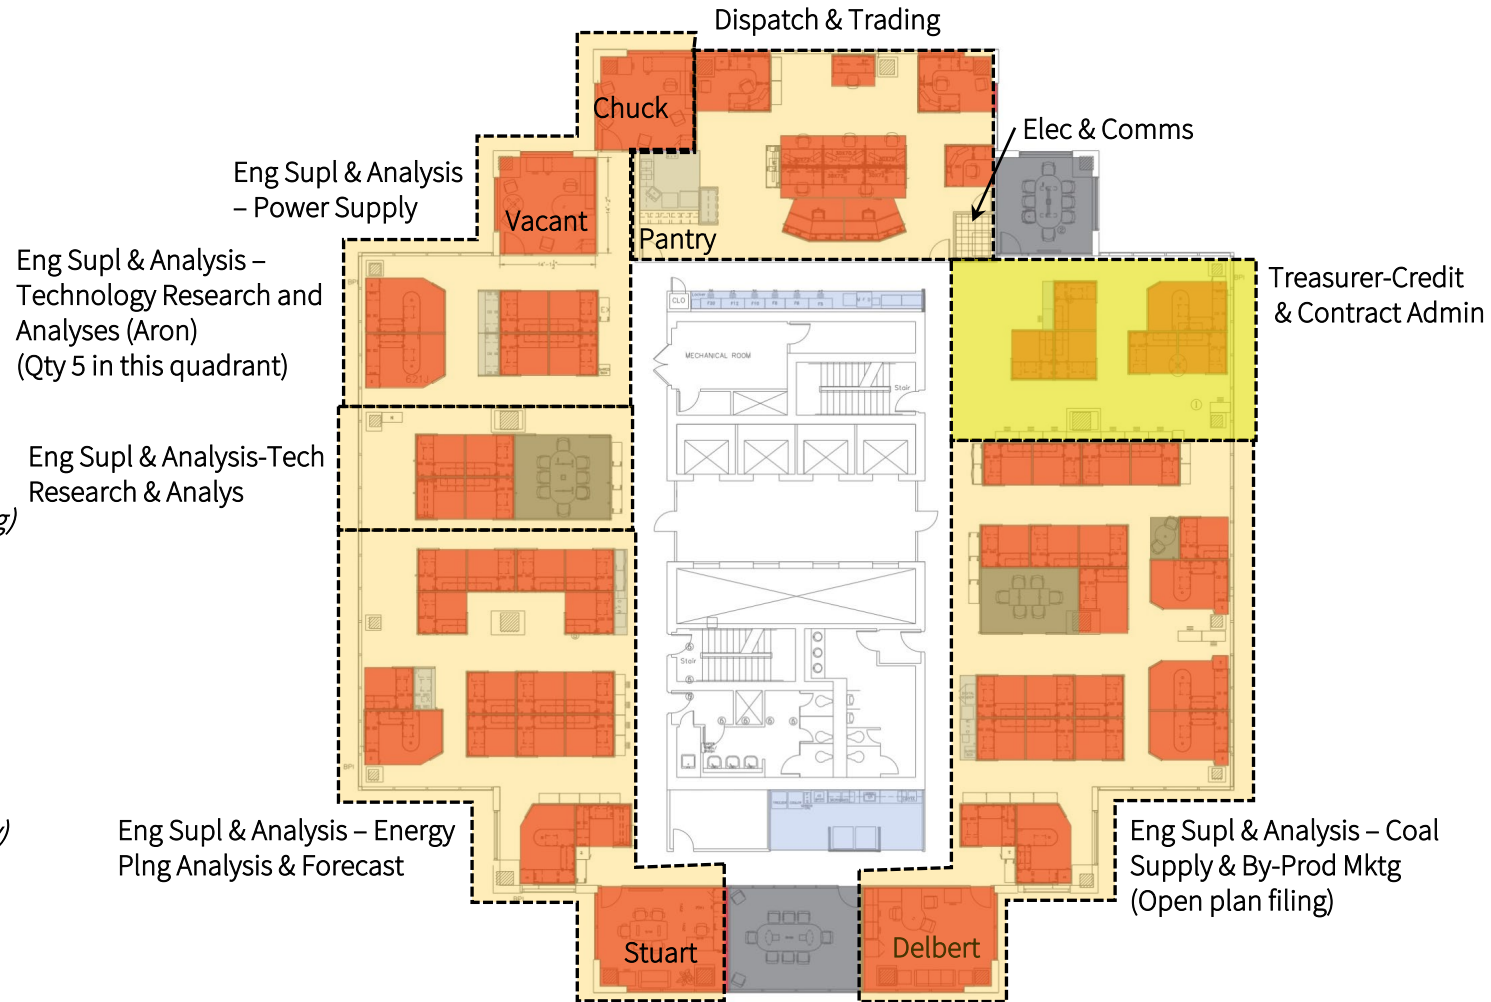 Dispatch & Trading
Chuck
Elec & Comms
Eng Supl & Analysis
– Power Supply
Vacant
Pantry
Eng Supl & Analysis –
Technology Research and
Analyses (Aron)
(Qty 5 in this quadrant)
Treasurer-Credit
& Contract Admin
CLO
MECHANICAL ROOM
Stair
Eng Supl & Analysis-Tech
Research & Analys
g)
Stair
Eng Supl & Analysis – Energy
Plng Analysis & Forecast
Eng Supl & Analysis – Coal
Supply & By-Prod Mktg
(Open plan filing)
Stuart
Delbert